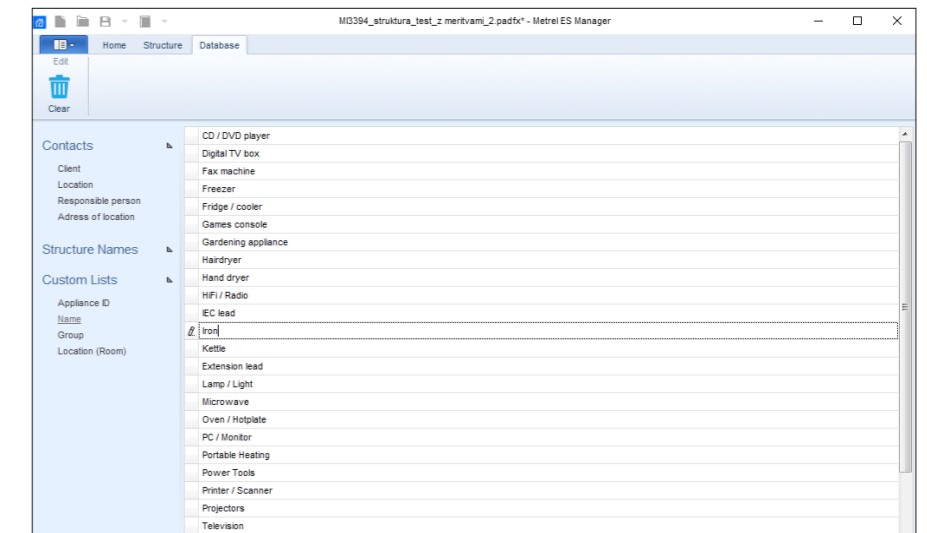 MI3394_struktura_test_z meritvami_2.padfx* - Metrel ES Manager
Home Structure Database
Edit
Clear
Contacts
Client
Location
Responsible person
Adress of location
Structure Names
Custom Lists
Appliance ID
Name
Group
Location (Room)
CD / DVD player
Digital TV box
Fax machine
Freezer
Fridge / cooler
Games console
Gardening appliance
Hairdryer
Hand dryer
HiFi / Radio
IEC lead
Iron
Kettle
Extension lead
Lamp / Light
Microwave
Oven / Hotplate
PC / Monitor
Portable Heating
Power Tools
Printer / Scanner
Projectors
Television